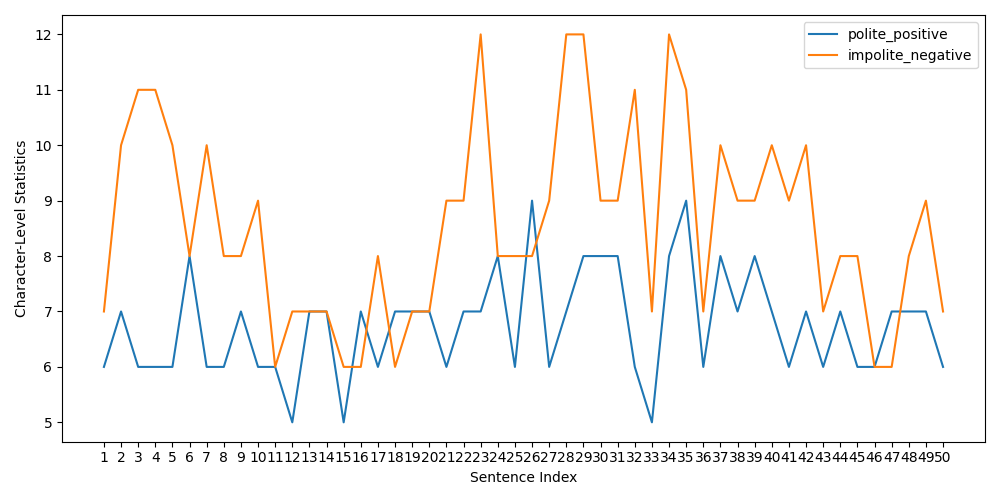 polite_positive
impolite_negative
12
11
10
9
8
7
6
5
Character-Level Statistics
1 2 3 4 5 6 7 8 9 10 11 12 13 14 15 16 17 18 19 20 21 22 23 24 25 26 27 28 29 30 31 32 33 34 35 36 37 38 39 40 41 42 43 44 45 46 47 48 49 50
Sentence Index